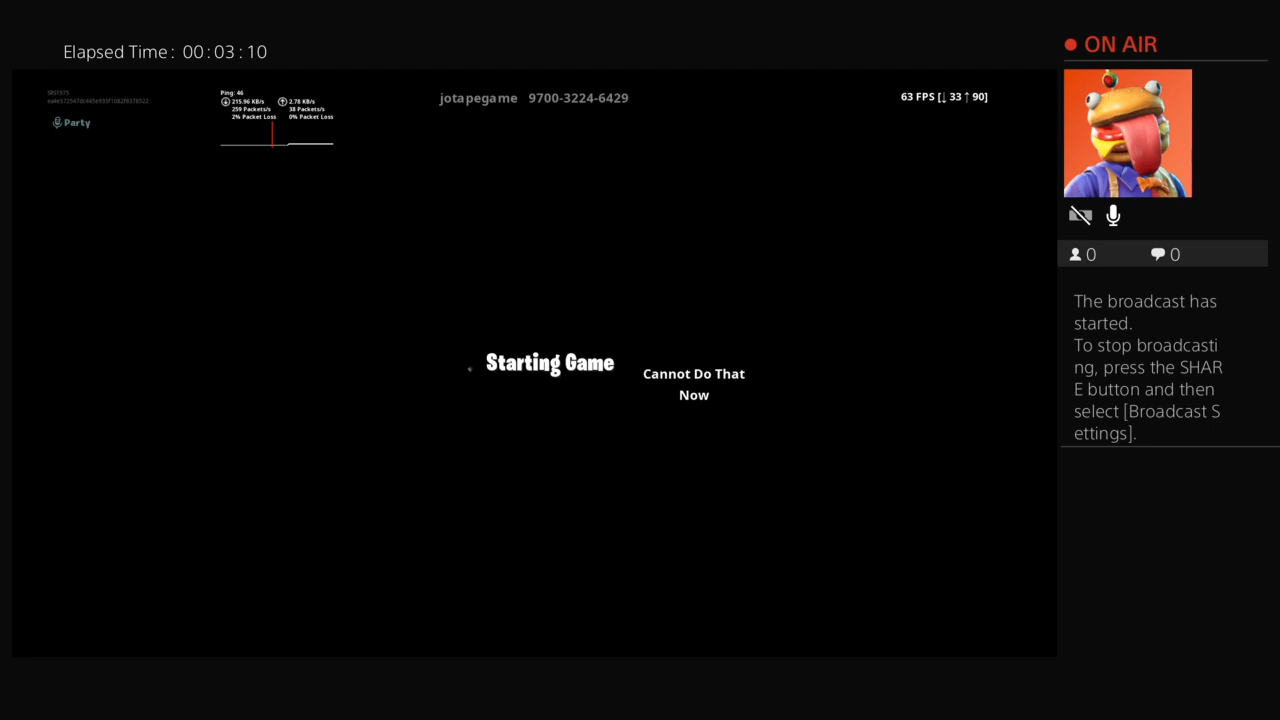 Elapsed Time: 00:03:10
ON AIR
Ping: 46
215.96 KB/s 2.78 KB/s
259 Packets/s 38 Packets/s
2% Packet Loss 0% Packet Loss
Party
jotapegame 9700-3224-6429
63 FPS [↓ 33 ↑ 90]
0 0
Starting Game
Cannot Do That
Now
The broadcast has
started.
To stop broadcasti
ng, press the SHAR
E button and then
select [Broadcast S
ettings].